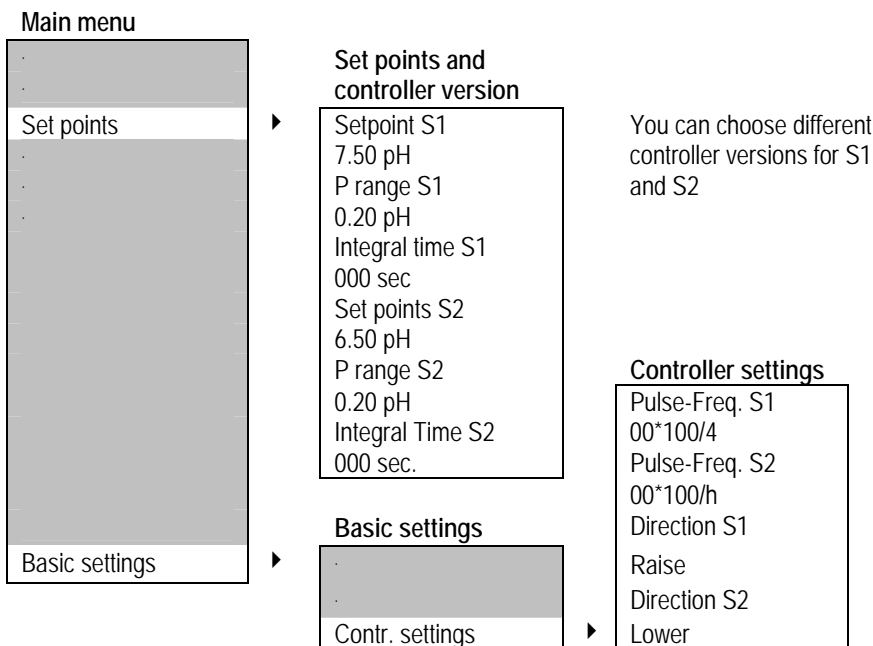 Main menu
.
.
Set points
.
.
.
Basic settings
Set points and
controller version
Setpoint S1
7.50 pH
P range S1
0.20 pH
Integral time S1
000 sec
Set points S2
6.50 pH
P range S2
0.20 pH
Integral Time S2
000 sec.
You can choose different
controller versions for S1
and S2
Basic settings
.
.
Contr. settings
Controller settings
Pulse-Freq. S1
00*100/4
Pulse-Freq. S2
00*100/h
Direction S1
Raise
Direction S2
Lower